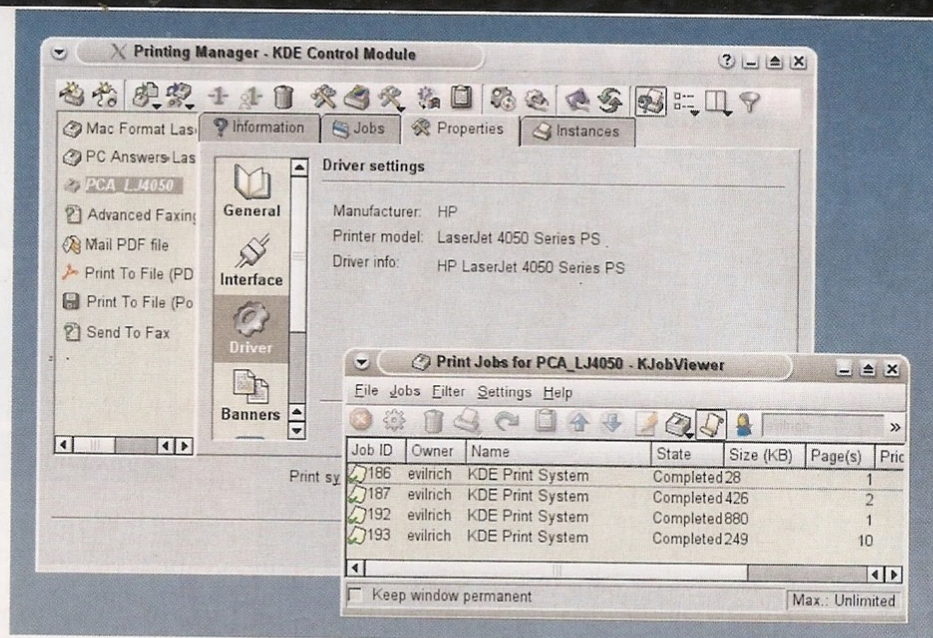 Printing Manager - KDE Control Module
Mac Format Las
PC Answers Las
PCA_LJ4050
Advanced Faxing
Mail PDF file
Print To File (PD
Print To File (Po
Send To Fax
Information
Jobs
Properties
Instances
General
Interface
Driver
Banners
Driver settings
Manufacturer: HP
Printer model: LaserJet 4050 Series PS
Driver info: HP LaserJet 4050 Series PS
Print sy
Print Jobs for PCA_LJ4050 - KJobViewer
File Jobs Filter Settings Help
Job ID Owner Name State Size (KB) Page(s) Pric
186 evilrich KDE Print System Completed 28 1
187 evilrich KDE Print System Completed 426 2
192 evilrich KDE Print System Completed 880 1
193 evilrich KDE Print System Completed 249 10
Keep window permanent
Max.: Unlimited